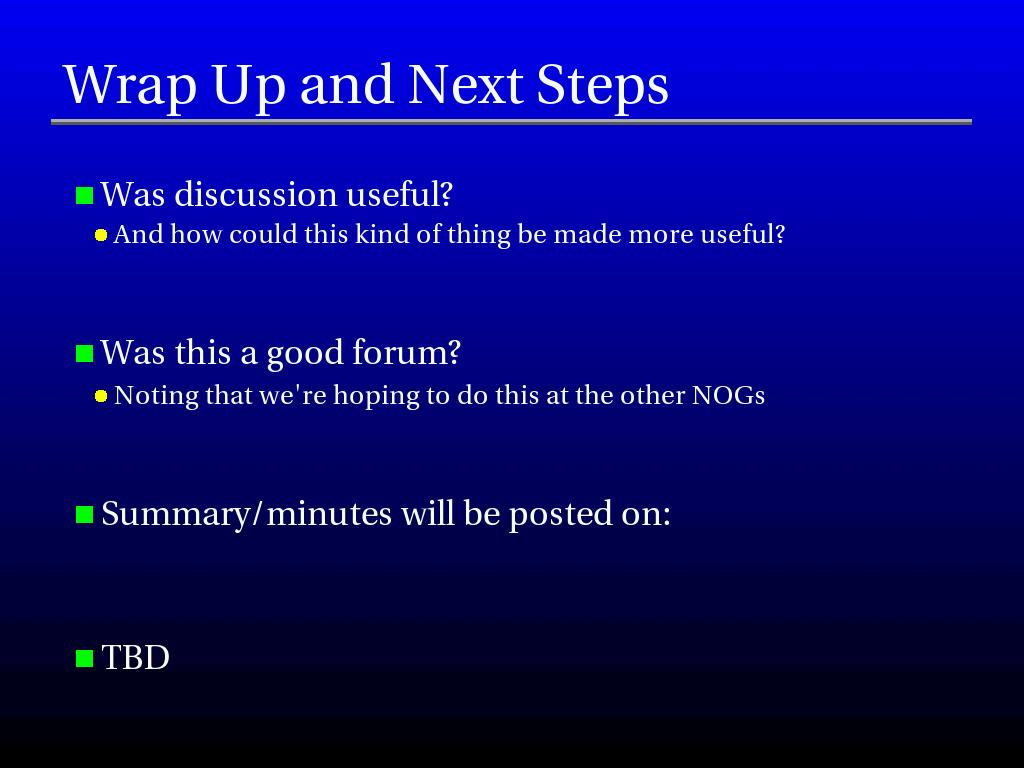 Wrap Up and Next Steps
Was discussion useful?
And how could this kind of thing be made more useful?
Was this a good forum?
Noting that we're hoping to do this at the other NOGs
Summary/minutes will be posted on:
TBD